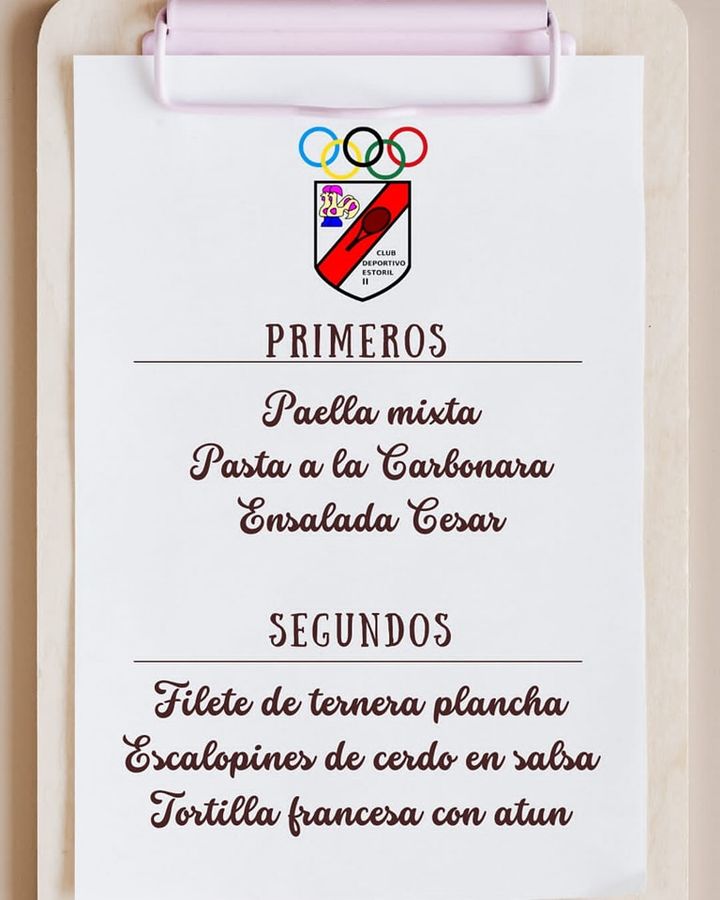 CLUB
DEPORTIVO
ESTORIL
II
PRIMEROS
Paella mixta
Pasta a la Carbonara
Ensalada Cesar
SEGUNDOS
Filete de ternera plancha
Escalopines de cerdo en salsa
Tortilla francesa con atun